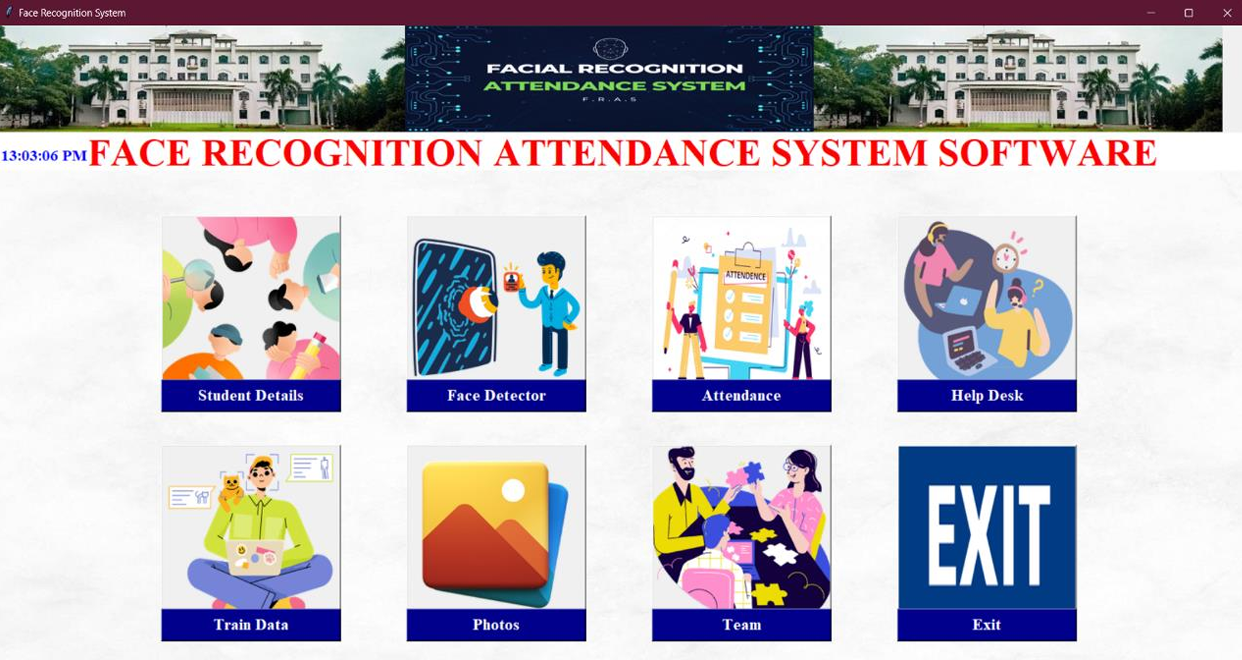 Face Recognition System
FACIAL RECOGNITION
ATTENDANCE SYSTEM
F.R.A.S
13:03:06 PM
FACE RECOGNITION ATTENDANCE SYSTEM SOFTWARE
ATTENDENCE
?
Student Details
Face Detector
Attendance
Help Desk
EXIT
Train Data
Photos
Team
Exit